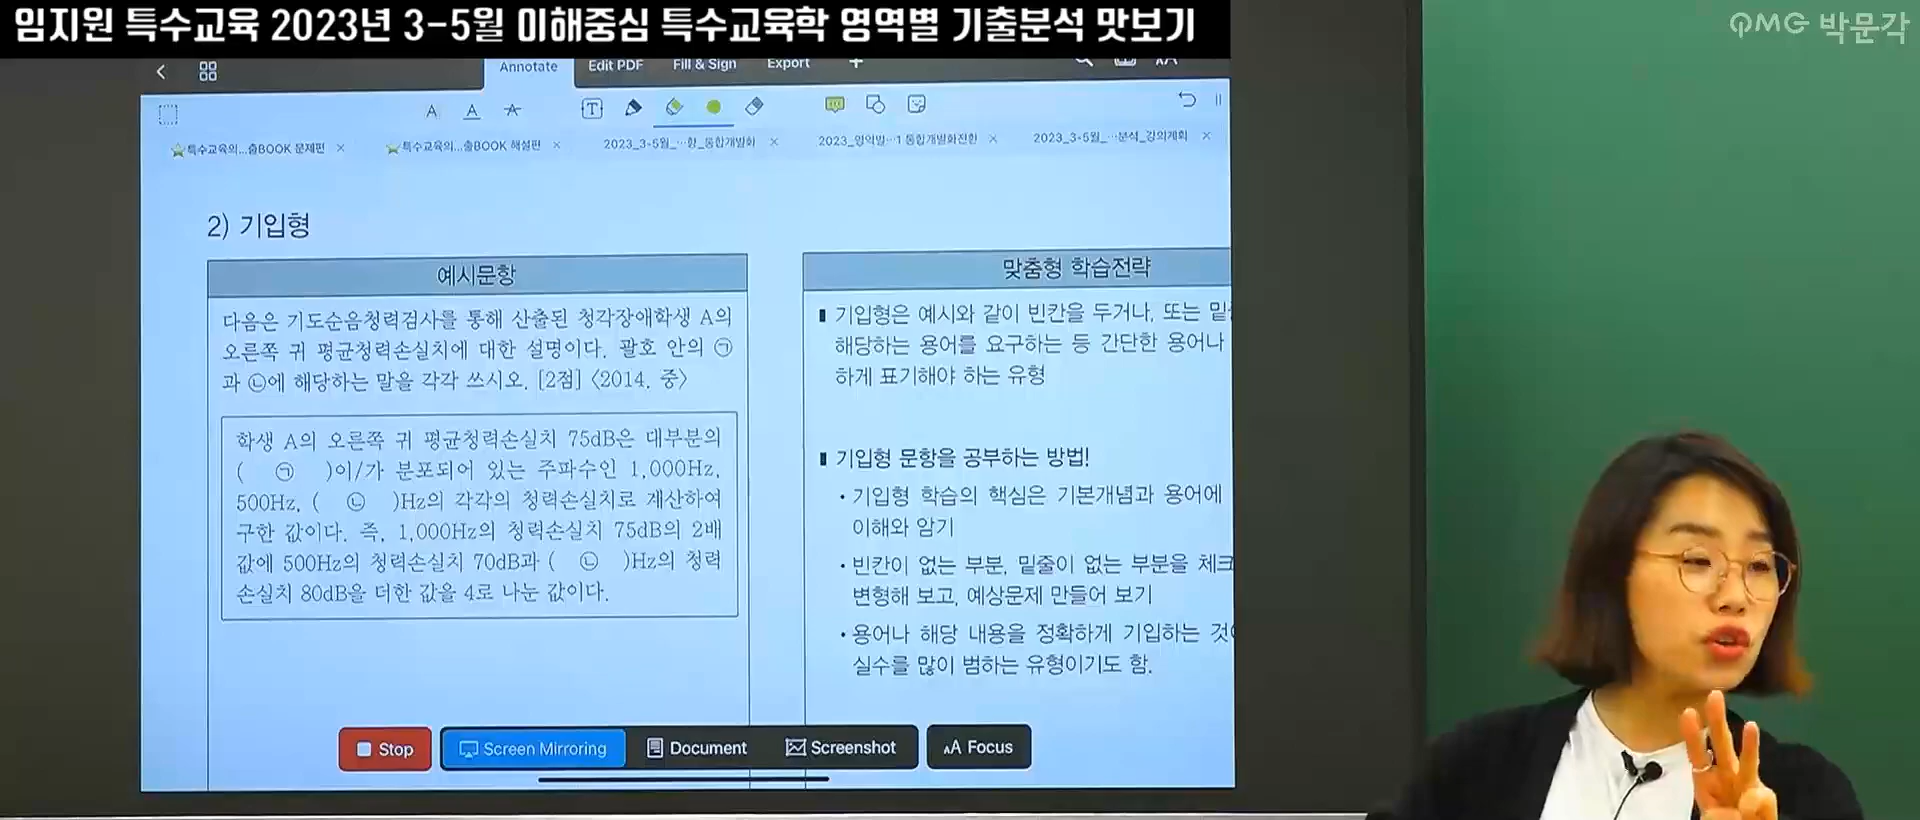 임지원 특수교육 2023년 3-5월 이해중심 특수교육학 영역별 기출분석 맛보기
PMG 박문각
Annotate
Edit PDF
Fill & Sign
Export
특수교육의...출BOOK 문제편
특수교육의...출BOOK 해설편
2023_3-5월_…향_통합개발화
2023_영역별…1 통합개발화전환
2023_3-5월_…분석_강의계획
2) 기입형
예시문항
다음은 기도순음청력검사를 통해 산출된 청각장애학생 A의
오른쪽 귀 평균청력손실치에 대한 설명이다. 괄호 안의 ㉠
과 ㉡에 해당하는 말을 각각 쓰시오. [2점] 〈2014. 중〉
학생 A의 오른쪽 귀 평균청력손실치 75dB은 대부분의
( ㉠ )이/가 분포되어 있는 주파수인 1,000Hz,
500Hz, ( ㉡ )Hz의 각각의 청력손실치로 계산하여
구한 값이다. 즉, 1,000Hz의 청력손실치 75dB의 2배
값에 500Hz의 청력손실치 70dB과 ( ㉡ )Hz의 청력
손실치 80dB을 더한 값을 4로 나눈 값이다.
맞춤형 학습전략
▮ 기입형은 예시와 같이 빈칸을 두거나, 또는
해당하는 용어를 요구하는 등 간단한 용어나
하게 표기해야 하는 유형
▮ 기입형 문항을 공부하는 방법!
• 기입형 학습의 핵심은 기본개념과 용어에
이해와 암기
• 빈칸이 없는 부분, 밑줄이 없는 부분을 체크
변형해 보고, 예상문제 만들어 보기
• 용어나 해당 내용을 정확하게 기입하는
실수를 많이 범하는 유형이기도 함.
Stop
Screen Mirroring
Document
Screenshot
AA Focus